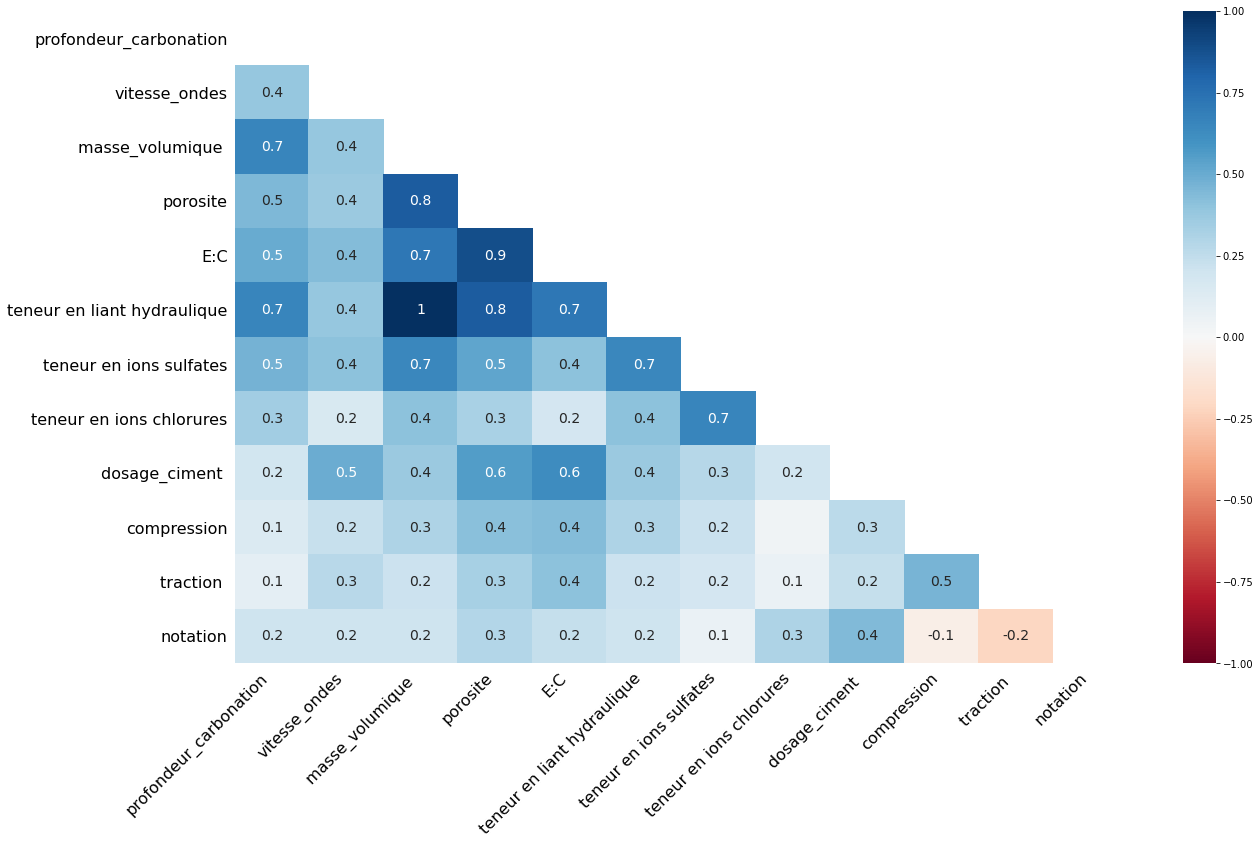 profondeur_carbonation
vitesse_ondes 0.4
masse_volumique 0.7 0.4
porosite 0.5 0.4 0.8
E:C 0.5 0.4 0.7 0.9
teneur en liant hydraulique 0.7 0.4 1 0.8 0.7
teneur en ions sulfates 0.5 0.4 0.7 0.5 0.4 0.7
teneur en ions chlorures 0.3 0.2 0.4 0.3 0.2 0.4 0.7
dosage_ciment 0.2 0.5 0.4 0.6 0.6 0.4 0.3 0.2
compression 0.1 0.2 0.3 0.4 0.4 0.3 0.2 0.3
traction 0.1 0.3 0.2 0.3 0.4 0.2 0.2 0.1 0.2 0.5
notation 0.2 0.2 0.2 0.3 0.2 0.2 0.1 0.3 0.4 -0.1 -0.2
profondeur_carbonation
vitesse_ondes
masse_volumique
porosite
E:C
teneur en liant hydraulique
teneur en ions sulfates
teneur en ions chlorures
dosage_ciment
compression
traction
notation
1.00
0.75
0.50
0.25
0.00
−0.25
−0.50
−0.75
−1.00